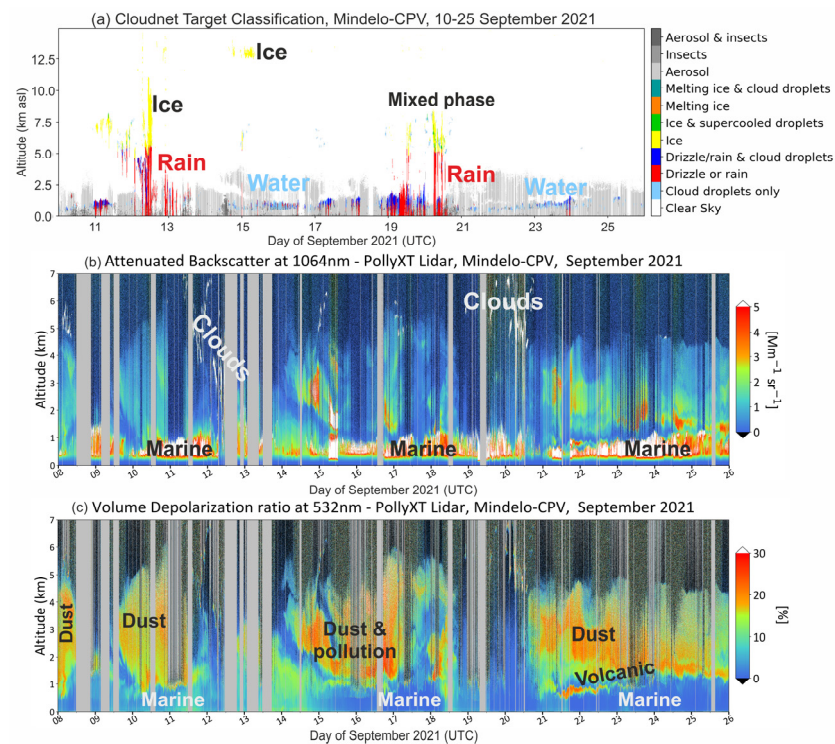 (a) Cloudnet Target Classification, Mindelo-CPV, 10-25 September 2021
Altitude (km asl)
12.5
10.0
7.5
5.0
2.5
0.0
Ice
Ice
Rain
Water
Mixed phase
Rain
Water
11
13
15
17
19
21
23
25
Day of September 2021 (UTC)
Aerosol & insects
Insects
Aerosol
Melting ice & cloud droplets
Melting ice
Ice & supercooled droplets
Ice
Drizzle/rain & cloud droplets
Drizzle or rain
Cloud droplets only
Clear Sky
(b) Attenuated Backscatter at 1064nm - PollyXT Lidar, Mindelo-CPV, September 2021
Altitude (km)
7
6
5
4
3
2
1
0
Clouds
Clouds
Marine
Marine
Marine
08 09 10 11 12 13 14 15 16 17 18 19 20 21 22 23 24 25 26
Day of September 2021 (UTC)
5
4
3
2
1
0
[Mm−1 sr−1]
(c) Volume Depolarization ratio at 532nm - PollyXT Lidar, Mindelo-CPV, September 2021
Altitude (km)
7
6
5
4
3
2
1
0
Dust
Dust
Dust &
pollution
Dust
Volcanic
Marine
Marine
Marine
08 09 10 11 12 13 14 15 16 17 18 19 20 21 22 23 24 25 26
Day of September 2021 (UTC)
30
20
10
0
[%]